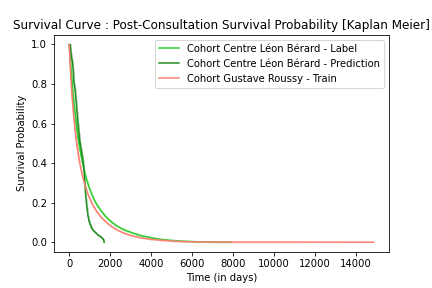 Survival Curve : Post-Consultation Survival Probability [Kaplan Meier]
Cohort Centre Léon Bérard - Label
Cohort Centre Léon Bérard - Prediction
Cohort Gustave Roussy - Train
Survival Probability
1.0
0.8
0.6
0.4
0.2
0.0
0 2000 4000 6000 8000 10000 12000 14000
Time (in days)